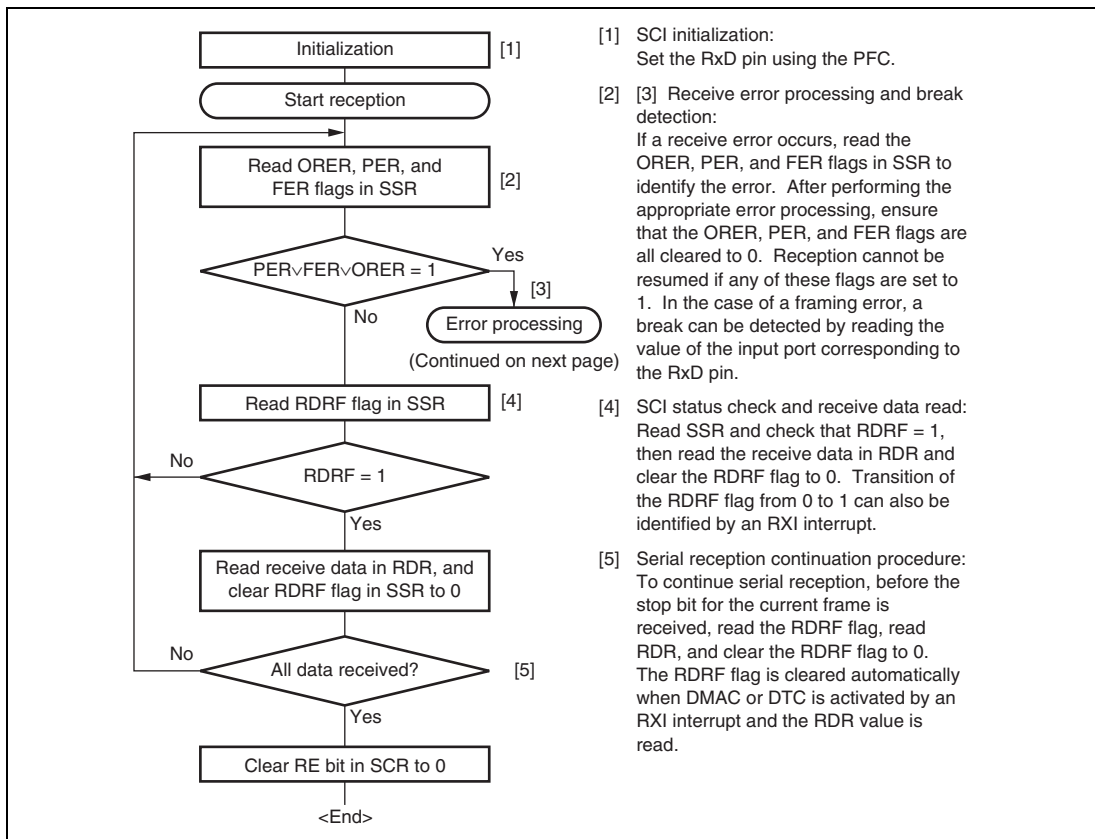 Initialization
[1]
Start reception
Read ORER, PER, and
FER flags in SSR
[2]
PER∨FER∨ORER = 1
Yes
[3]
No
Error processing
(Continued on next page)
Read RDRF flag in SSR
[4]
No
RDRF = 1
Yes
Read receive data in RDR, and
clear RDRF flag in SSR to 0
No
All data received?
[5]
Yes
Clear RE bit in SCR to 0
<End>
[1] SCI initialization:
Set the RxD pin using the PFC.
[2] [3] Receive error processing and break
detection:
If a receive error occurs, read the
ORER, PER, and FER flags in SSR to
identify the error. After performing the
appropriate error processing, ensure
that the ORER, PER, and FER flags are
all cleared to 0. Reception cannot be
resumed if any of these flags are set to
1. In the case of a framing error, a
break can be detected by reading the
value of the input port corresponding to
the RxD pin.
[4] SCI status check and receive data read:
Read SSR and check that RDRF = 1,
then read the receive data in RDR and
clear the RDRF flag to 0. Transition of
the RDRF flag from 0 to 1 can also be
identified by an RXI interrupt.
[5] Serial reception continuation procedure:
To continue serial reception, before the
stop bit for the current frame is
received, read the RDRF flag, read
RDR, and clear the RDRF flag to 0.
The RDRF flag is cleared automatically
when DMAC or DTC is activated by an
RXI interrupt and the RDR value is
read.